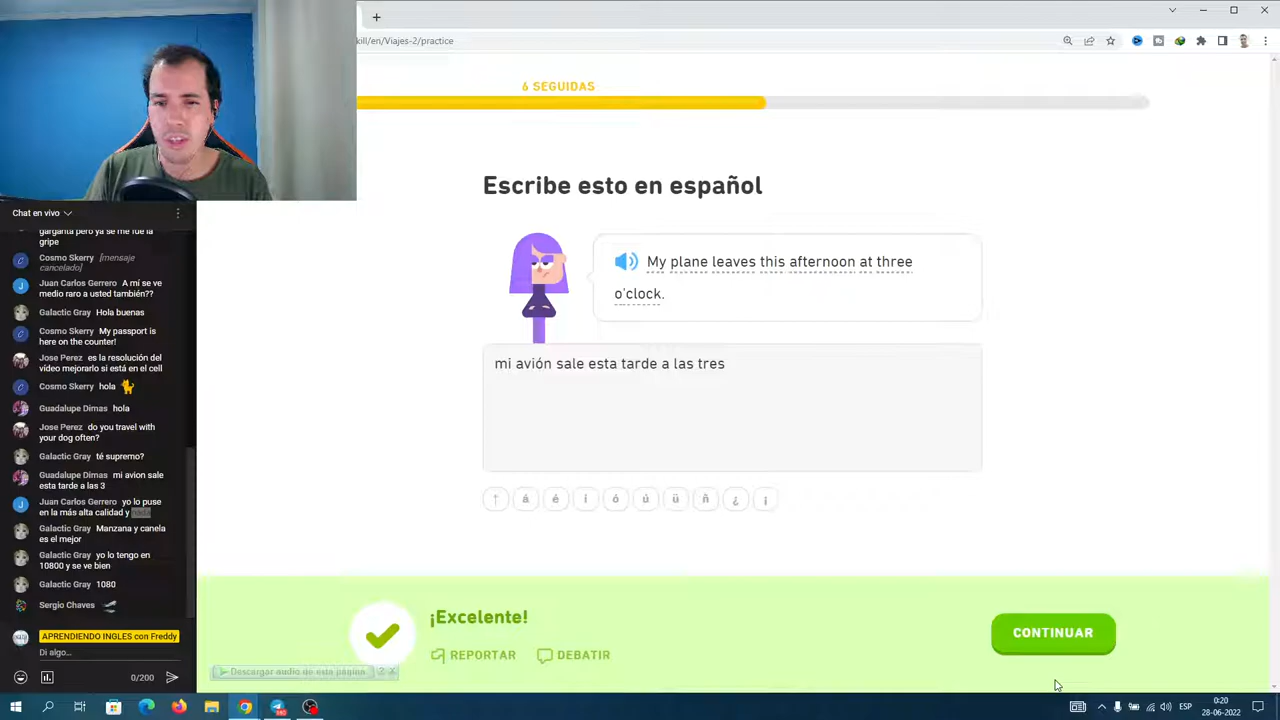 kill/en/Viajes-2/practice
6 SEGUIDAS
Escribe esto en español
My plane leaves this afternoon at three
o'clock.
mi avión sale esta tarde a las tres
↑ á é í ó ú ü ñ ¿ ¡
¡Excelente!
REPORTAR DEBATIR
CONTINUAR
Descargar audio de esta página ? x
Chat en vivo
garganta pero ya se me fue la
gripe
Cosmo Skerry [mensaje
cancelado]
Juan Carlos Gerrero A mí se ve
medio raro a usted también??
Galactic Gray Hola buenas
Cosmo Skerry My passport is
here on the counter!
Jose Perez es la resolución del
vídeo mejorarlo si está en el cell
Cosmo Skerry hola
Guadalupe Dimas hola
Jose Perez do you travel with
your dog often?
Galactic Gray té supremo?
Guadalupe Dimas mi avion sale
esta tarde a las 3
Juan Carlos Gerrero yo lo puse
en la más alta calidad y
Galactic Gray Manzana y canela
es el mejor
Galactic Gray yo lo tengo en
10800 y se ve bien
Galactic Gray 1080
Sergio Chaves
APRENDIENDO INGLES con Freddy
Di algo...
0/200
ESP
0:20
28-06-2022